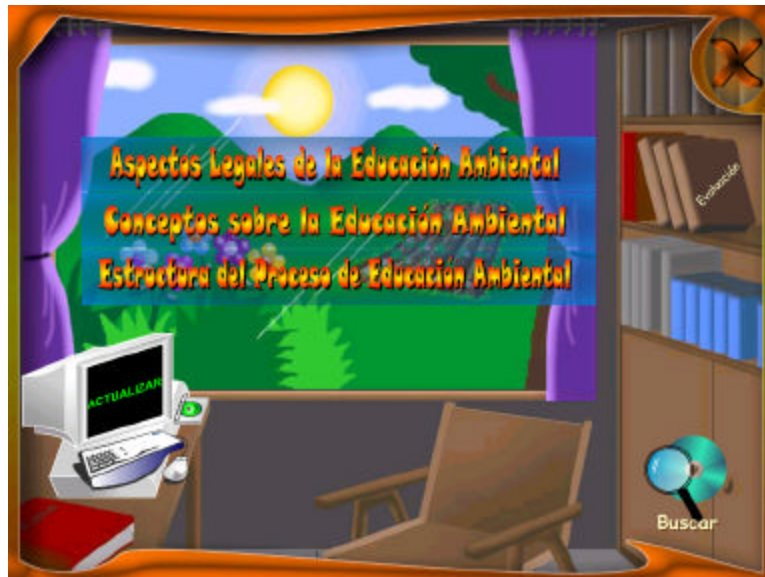 Aspectos Legales de la Educación Ambiental
Conceptos sobre la Educación Ambiental
Estructura del Proceso de Educación Ambiental
Evaluación
ACTUALIZAR
Buscar